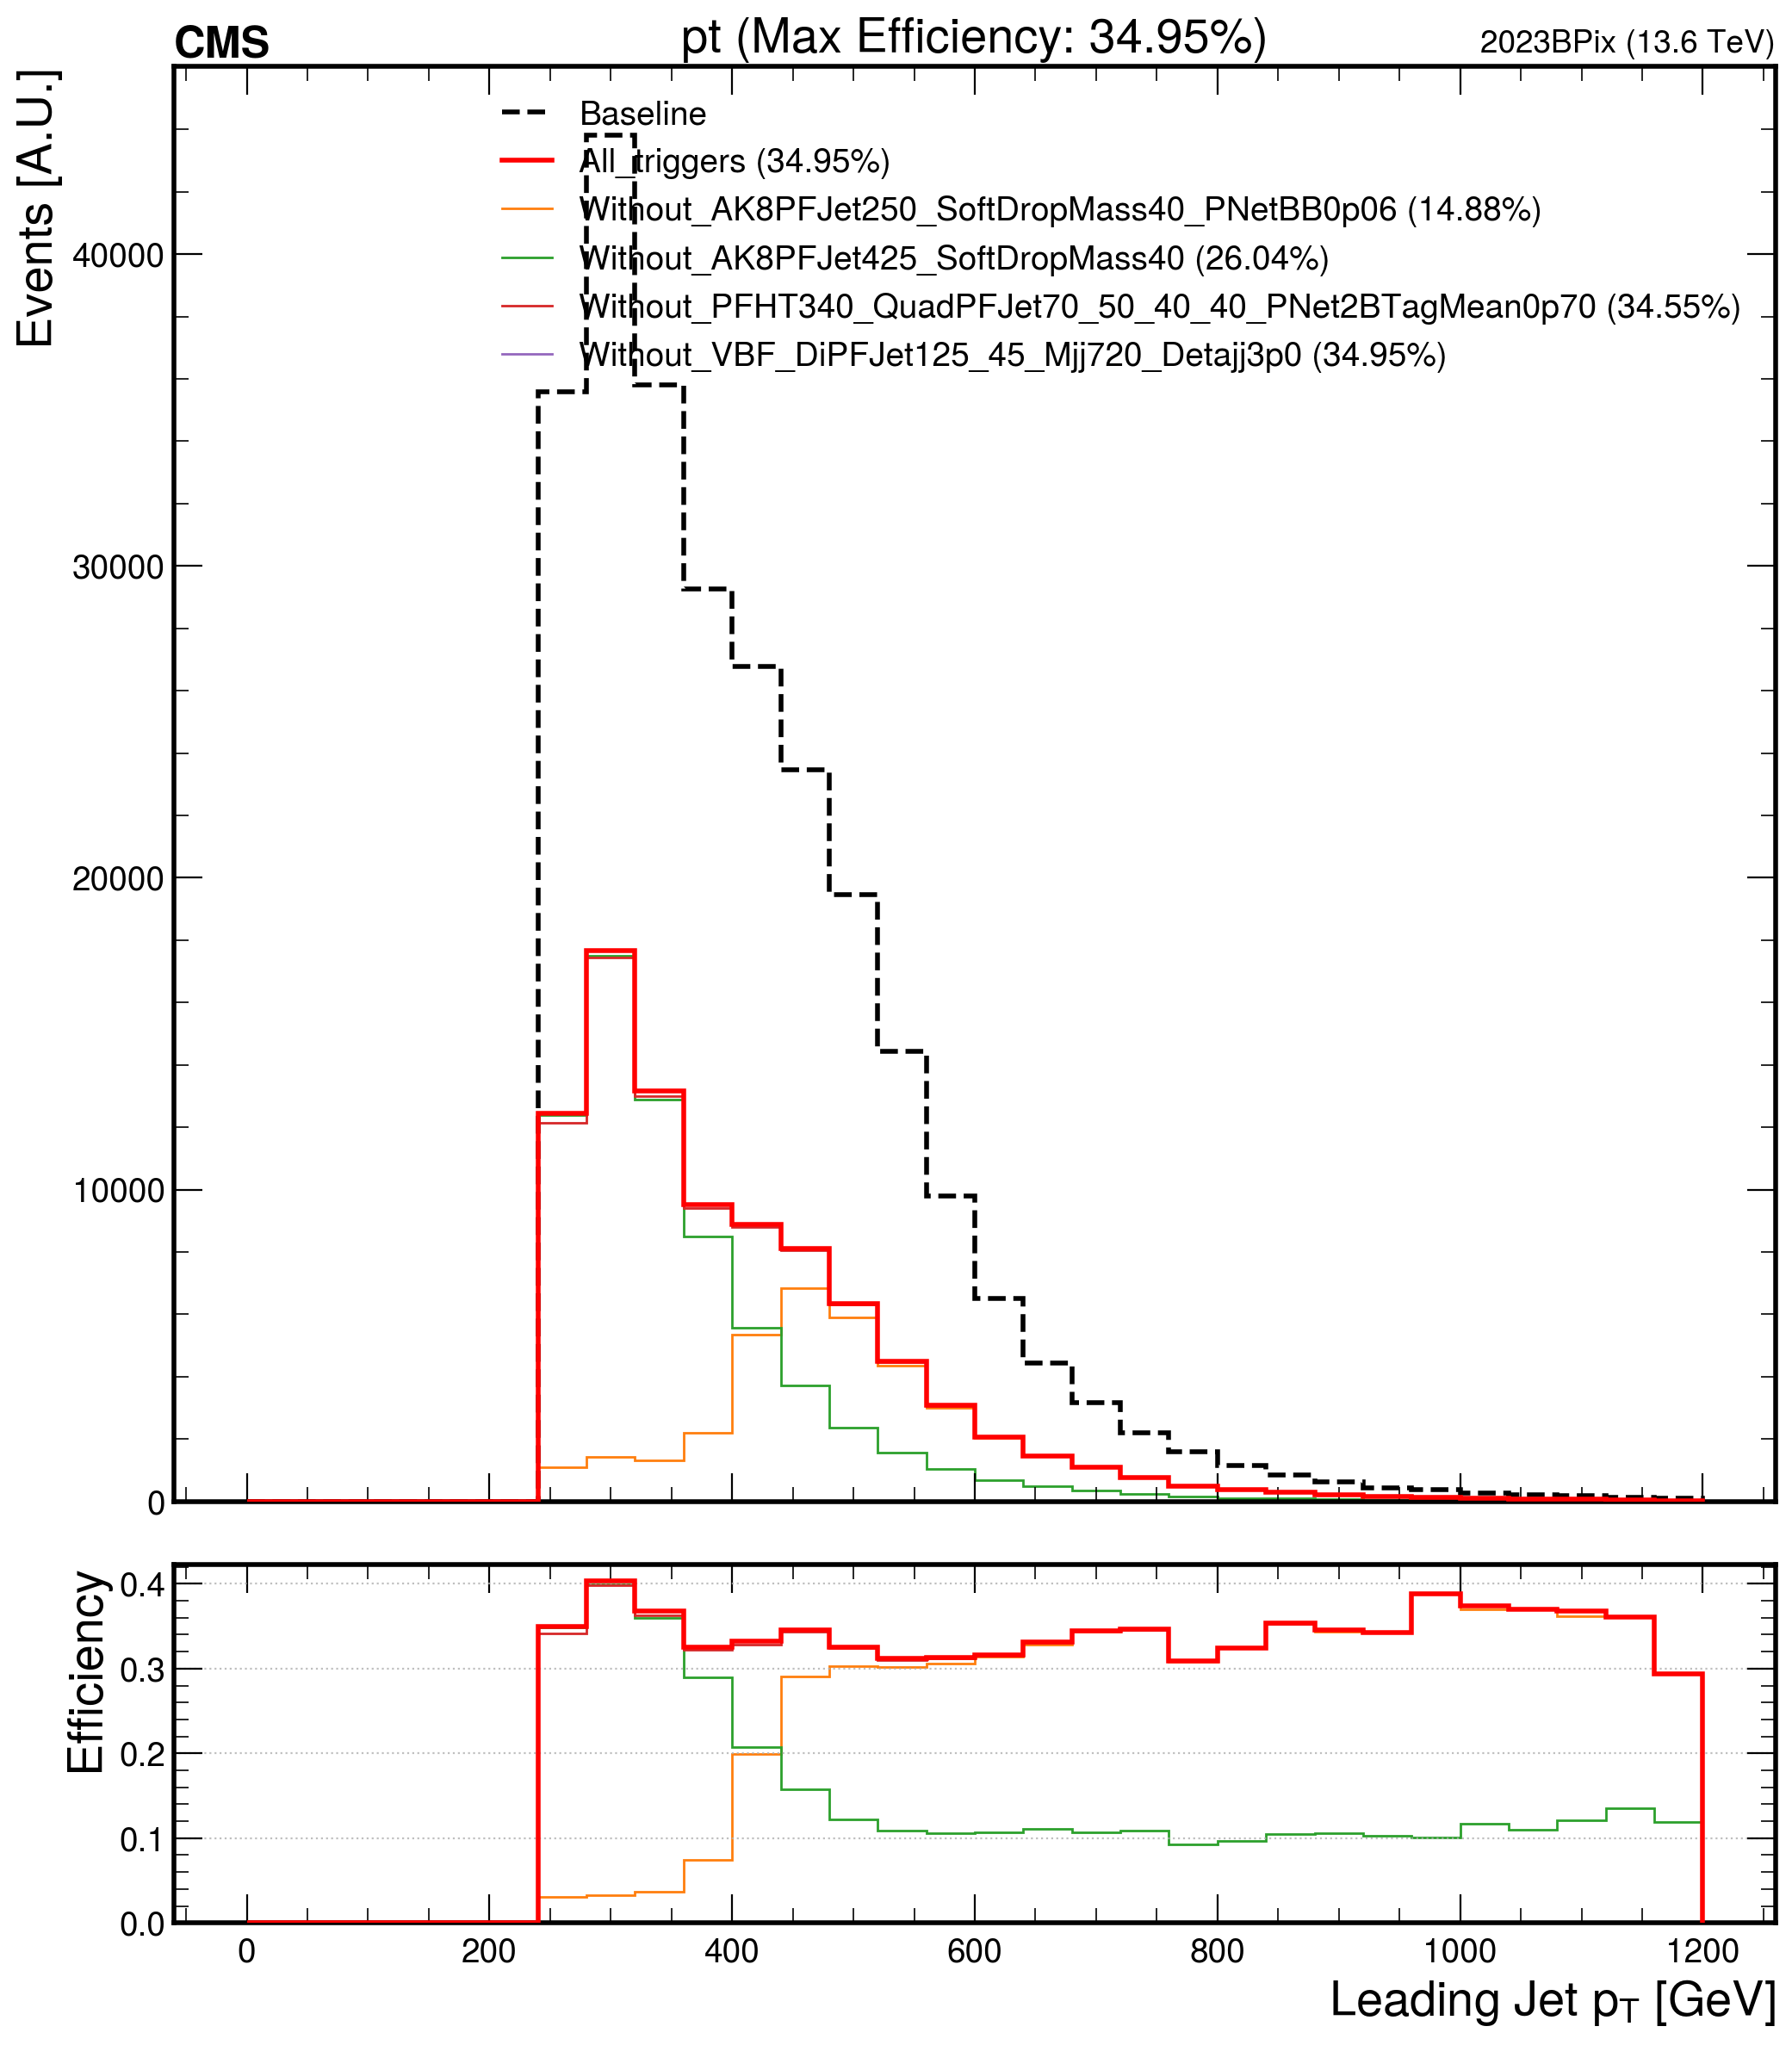 CMS pt (Max Efficiency: 34.95%) 2023BPix (13.6 TeV)
Events [A.U.]
Baseline
All_triggers (34.95%)
Without_AK8PFJet250_SoftDropMass40_PNetBB0p06 (14.88%)
Without_AK8PFJet425_SoftDropMass40 (26.04%)
Without_PFHT340_QuadPFJet70_50_40_40_PNet2BTagMean0p70 (34.55%)
Without_VBF_DiPFJet125_45_Mjj720_Detajj3p0 (34.95%)
40000
30000
20000
10000
0
Efficiency
0.4
0.3
0.2
0.1
0.0
0 200 400 600 800 1000 1200
Leading Jet pT [GeV]